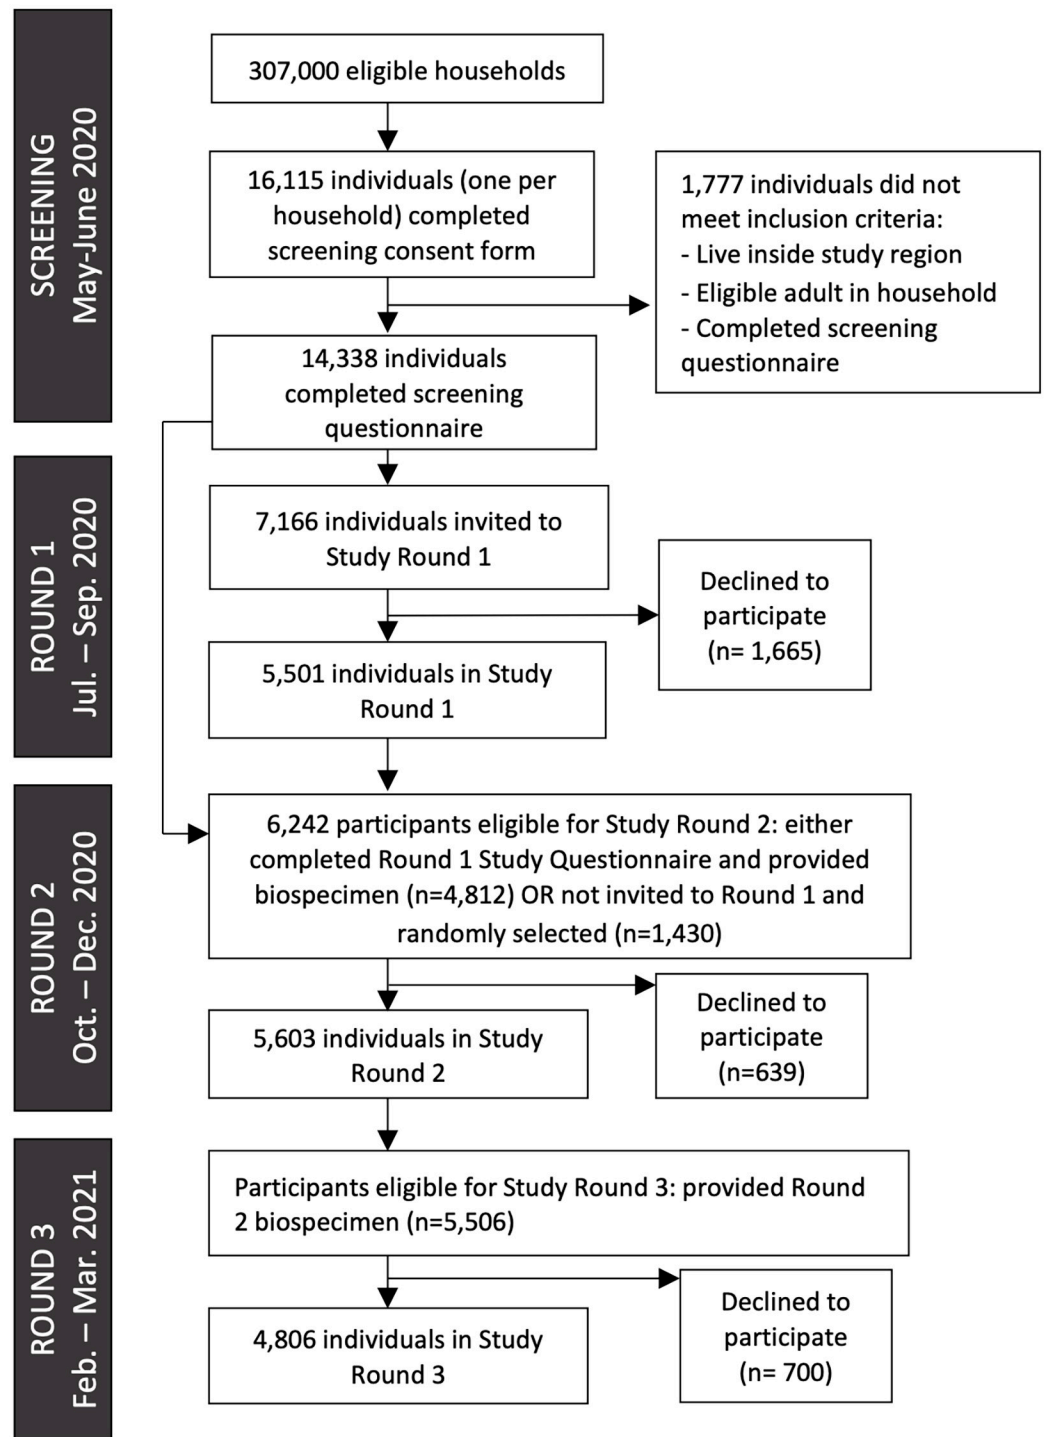 SCREENING
May-June 2020
307,000 eligible households
16,115 individuals (one per
household) completed
screening consent form
1,777 individuals did not
meet inclusion criteria:
- Live inside study region
- Eligible adult in household
- Completed screening
questionnaire
14,338 individuals
completed screening
questionnaire
ROUND 1
Jul. – Sep. 2020
7,166 individuals invited to
Study Round 1
Declined to
participate
(n= 1,665)
5,501 individuals in Study
Round 1
ROUND 2
Oct. – Dec. 2020
6,242 participants eligible for Study Round 2: either
completed Round 1 Study Questionnaire and provided
biospecimen (n=4,812) OR not invited to Round 1 and
randomly selected (n=1,430)
Declined to
participate
(n=639)
5,603 individuals in Study
Round 2
ROUND 3
Feb. – Mar. 2021
Participants eligible for Study Round 3: provided Round
2 biospecimen (n=5,506)
Declined to
participate
(n= 700)
4,806 individuals in Study
Round 3